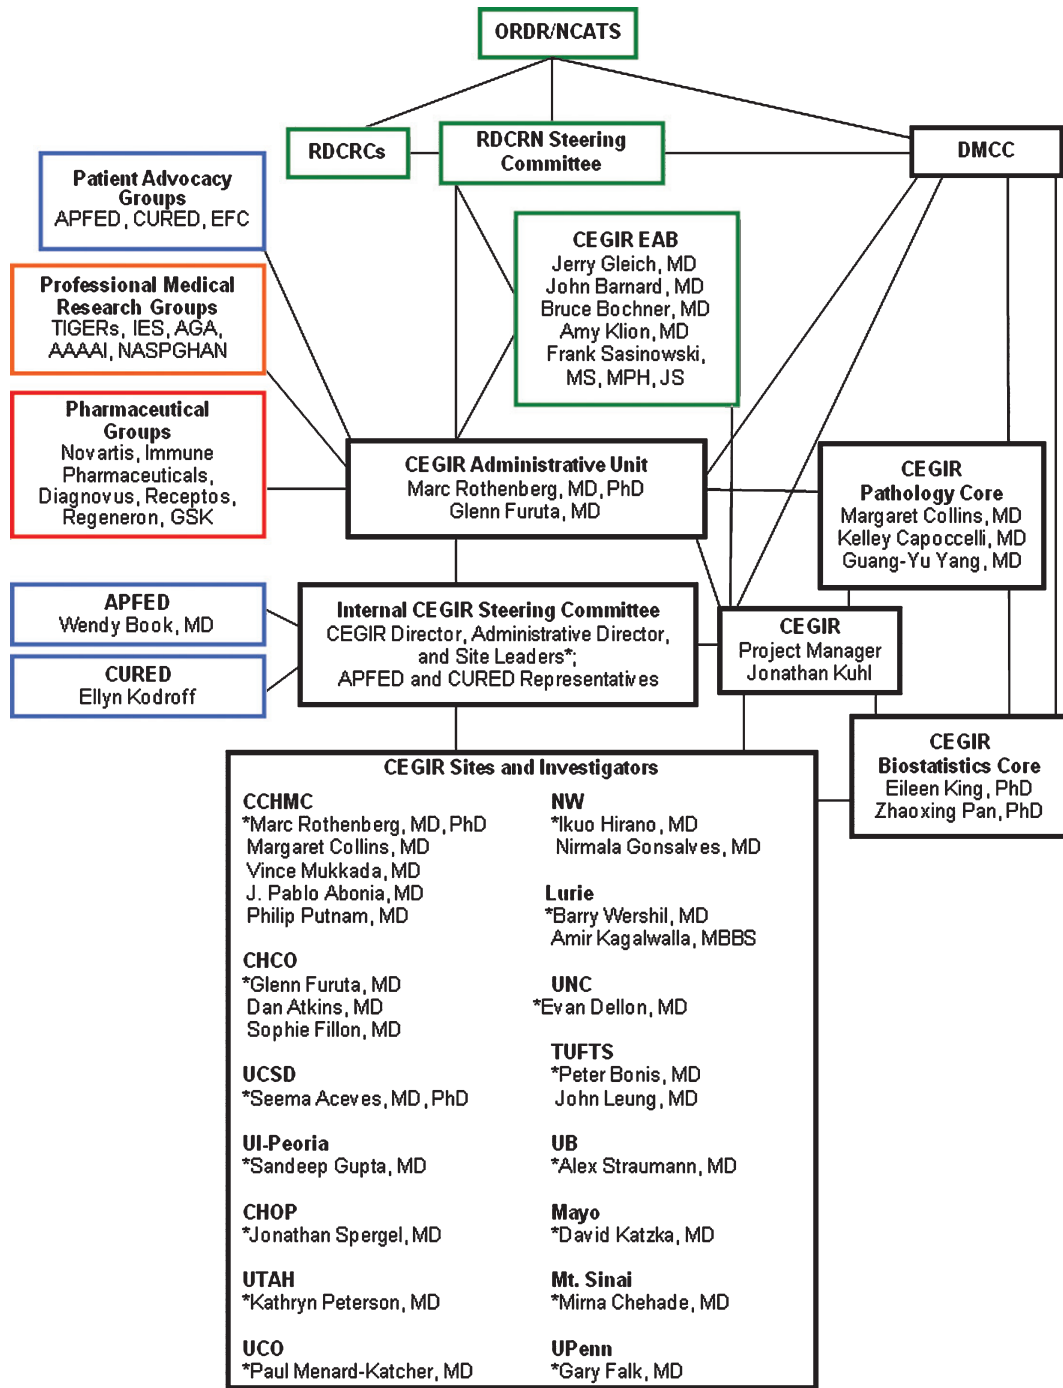 ORDR/NCATS
RDCRCs
RDCRN Steering
Committee
DMCC
Patient Advocacy
Groups
APFED, CURED, EFC
CEGIR EAB
Jerry Gleich, MD
John Barnard, MD
Bruce Bochner, MD
Amy Klion, MD
Frank Sasinowski,
MS, MPH, JS
Professional Medical
Research Groups
TIGERs, IES, AGA,
AAAAI, NASPGHAN
Pharmaceutical
Groups
Novartis, Immune
Pharmaceuticals,
Diagnovus, Receptos,
Regeneron, GSK
CEGIR Administrative Unit
Marc Rothenberg, MD, PhD
Glenn Furuta, MD
CEGIR
Pathology Core
Margaret Collins, MD
Kelley Capoccelli, MD
Guang-Yu Yang, MD
APFED
Wendy Book, MD
CURED
Ellyn Kodroff
Internal CEGIR Steering Committee
CEGIR Director, Administrative Director,
and Site Leaders*;
APFED and CURED Representatives
CEGIR
Project Manager
Jonathan Kuhl
CEGIR
Biostatistics Core
Eileen King, PhD
Zhaoxing Pan, PhD
CEGIR Sites and Investigators
CCHMC
*Marc Rothenberg, MD, PhD
Margaret Collins, MD
Vince Mukkada, MD
J. Pablo Abonia, MD
Philip Putnam, MD
CHCO
*Glenn Furuta, MD
Dan Atkins, MD
Sophie Fillon, MD
UCSD
*Seema Aceves, MD, PhD
UI-Peoria
*Sandeep Gupta, MD
CHOP
*Jonathan Spergel, MD
UTAH
*Kathryn Peterson, MD
UCO
*Paul Menard-Katcher, MD
NW
*Ikuo Hirano, MD
Nirmala Gonsalves, MD
Lurie
*Barry Wershil, MD
Amir Kagalwalla, MBBS
UNC
*Evan Dellon, MD
TUFTS
*Peter Bonis, MD
John Leung, MD
UB
*Alex Straumann, MD
Mayo
*David Katzka, MD
Mt. Sinai
*Mirna Chehade, MD
UPenn
*Gary Falk, MD